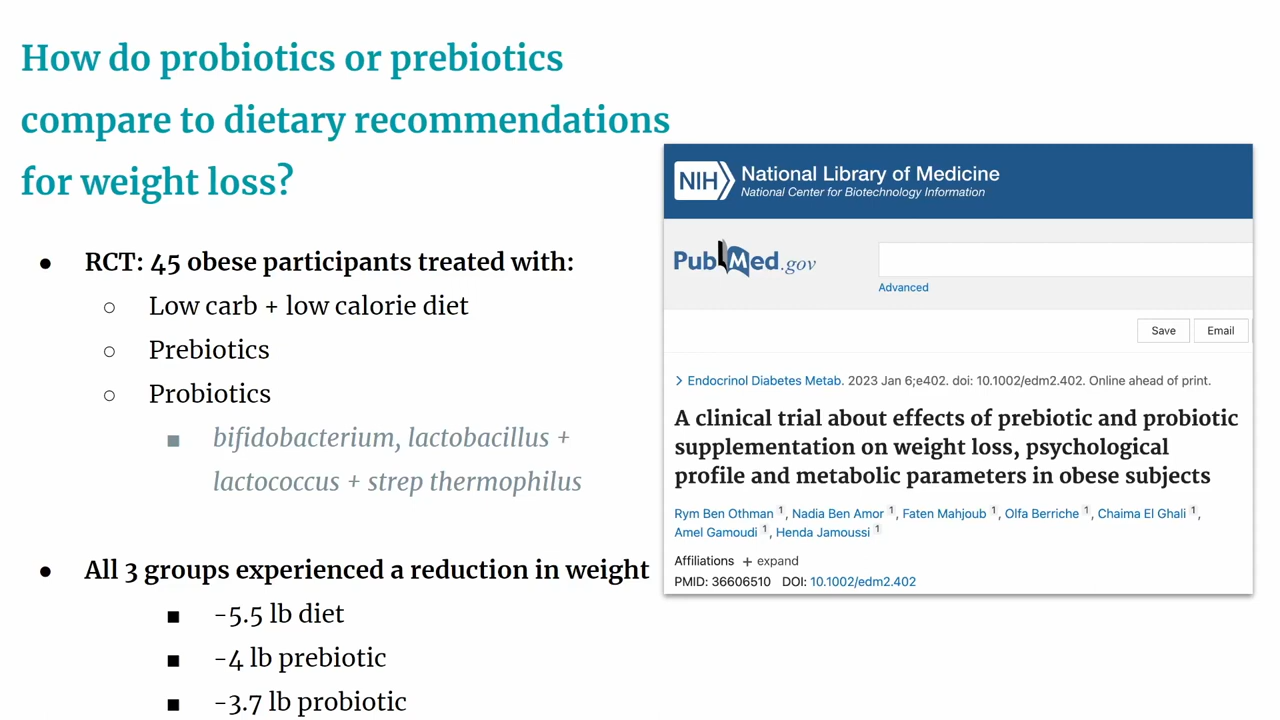 How do probiotics or prebiotics
compare to dietary recommendations
for weight loss?
● RCT: 45 obese participants treated with:
○ Low carb + low calorie diet
○ Prebiotics
○ Probiotics
■ bifidobacterium, lactobacillus +
lactococcus + strep thermophilus
● All 3 groups experienced a reduction in weight
■ -5.5 lb diet
■ -4 lb prebiotic
■ -3.7 lb probiotic
NIH National Library of Medicine
National Center for Biotechnology Information
PubMed.gov
Advanced
Save Email
> Endocrinol Diabetes Metab. 2023 Jan 6;e402. doi: 10.1002/edm2.402. Online ahead of print.
A clinical trial about effects of prebiotic and probiotic
supplementation on weight loss, psychological
profile and metabolic parameters in obese subjects
Rym Ben Othman 1, Nadia Ben Amor 1, Faten Mahjoub 1, Olfa Berriche 1, Chaima El Ghali 1,
Amel Gamoudi 1, Henda Jamoussi 1
Affiliations + expand
PMID: 36606510 DOI: 10.1002/edm2.402